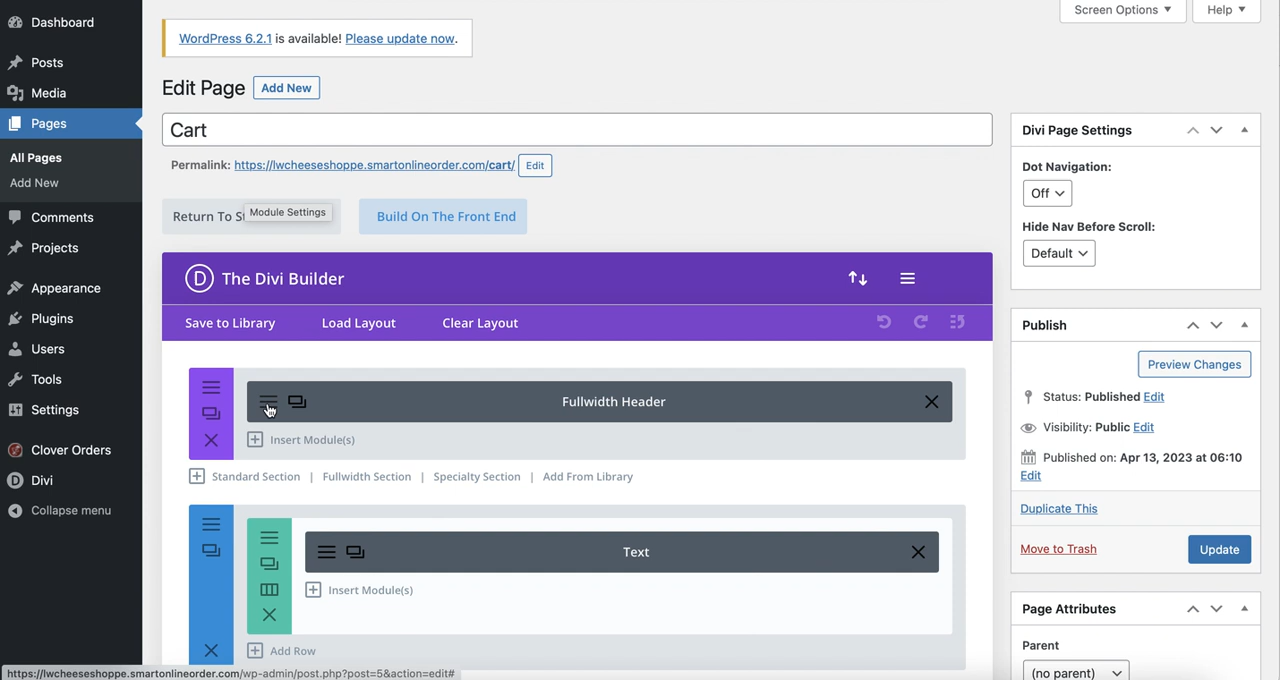 Dashboard
Posts
Media
Pages
All Pages
Add New
Comments
Projects
Appearance
Plugins
Users
Tools
Settings
Clover Orders
Divi
Collapse menu
Screen Options ▼
Help ▼
WordPress 6.2.1 is available! Please update now.
Edit Page Add New
Cart
Permalink: https://lwcheeseshoppe.smartonlineorder.com/cart/ Edit
Return To St
Module Settings
Build On The Front End
D The Divi Builder
Save to Library Load Layout Clear Layout
Fullwidth Header
Insert Module(s)
Standard Section | Fullwidth Section | Specialty Section | Add From Library
Text
Insert Module(s)
Add Row
Divi Page Settings
Dot Navigation:
Off
Hide Nav Before Scroll:
Default
Publish
Preview Changes
Status: Published Edit
Visibility: Public Edit
Published on: Apr 13, 2023 at 06:10
Edit
Duplicate This
Move to Trash Update
Page Attributes
Parent
(no parent)
https://lwcheeseshoppe.smartonlineorder.com/wp-admin/post.php?post=5&action=edit#